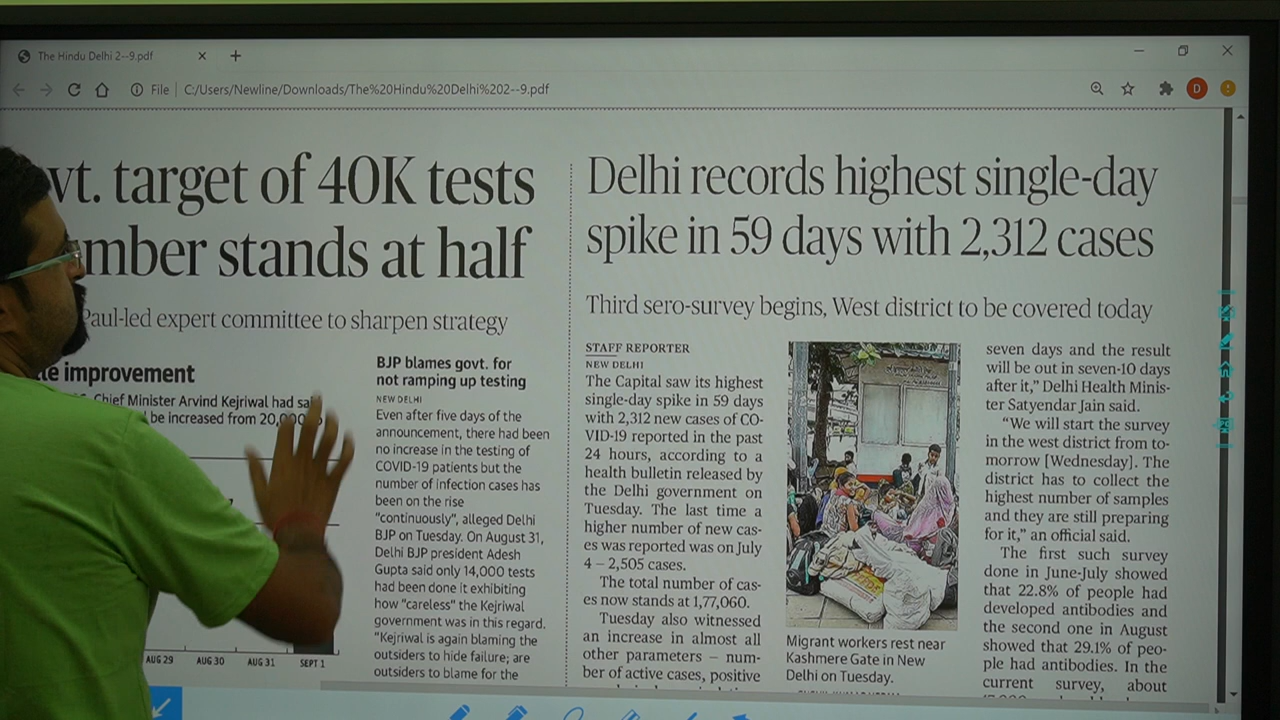 The Hindu Delhi 2--9.pdf
File
C:/Users/Newline/Downloads/The%20Hindu%20Delhi%202--9.pdf
D
vt. target of 40K tests
mber stands at half
Paul-led expert committee to sharpen strategy
improvement
Chief Minister Arvind Kejriwal had
be increased from
AUG 29
AUG 30
AUG 31
SEPT 1
BJP blames govt. for
not ramping up testing
NEW DELHI
Even after five days of the
announcement, there had been
no increase in the testing of
COVID-19 patients but the
number of infection cases has
been on the rise
"continuously", alleged Delhi
BJP on Tuesday. On August 31,
Delhi BJP president Adesh
Gupta said only 14,000 tests
had been done it exhibiting
how "careless" the Kejriwal
government was in this regard.
"Kejriwal is again blaming the
outsiders to hide failure; are
outsiders to blame for the
Delhi records highest single-day
spike in 59 days with 2,312 cases
Third sero-survey begins, West district to be covered today
STAFF REPORTER
NEW DELHI
The Capital saw its highest
single-day spike in 59 days
with 2,312 new cases of CO-
VID-19 reported in the past
24 hours, according to a
health bulletin released by
the Delhi government on
Tuesday. The last time a
higher number of new cas-
es was reported was on July
4 – 2,505 cases.
The total number of cas-
es now stands at 1,77,060.
Tuesday also witnessed
an increase in almost all
other parameters – num-
ber of active cases, positive
Migrant workers rest near
Kashmere Gate in New
Delhi on Tuesday.
seven days and the result
will be out in seven-10 days
after it," Delhi Health Minis-
ter Satyendar Jain said.
"We will start the survey
in the west district from to-
morrow [Wednesday]. The
district has to collect the
highest number of samples
and they are still preparing
for it," an official said.
The first such survey
done in June-July showed
that 22.8% of people had
developed antibodies and
the second one in August
showed that 29.1% of peo-
ple had antibodies. In the
current survey, about